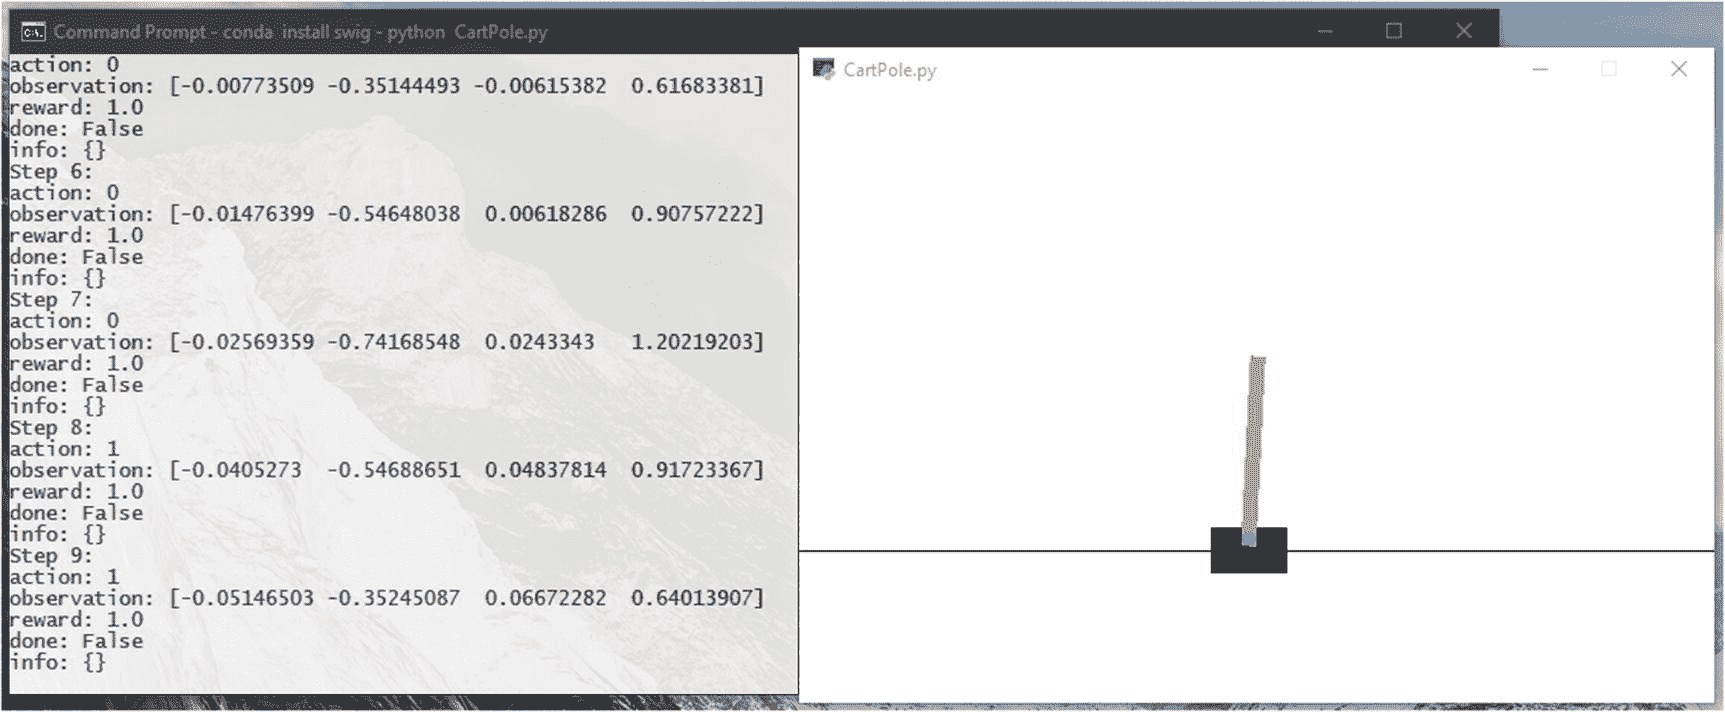 Command Prompt - conda  install swig - python  CartPole.py
action: 0
observation: [-0.00773509 -0.35144493 -0.00615382  0.61683381]
reward: 1.0
done: False
info: {}
Step 6:
action: 0
observation: [-0.01476399 -0.54648038  0.00618286  0.90757222]
reward: 1.0
done: False
info: {}
Step 7:
action: 0
observation: [-0.02569359 -0.74168548  0.0243343   1.20219203]
reward: 1.0
done: False
info: {}
Step 8:
action: 1
observation: [-0.0405273  -0.54688651  0.04837814  0.91723367]
reward: 1.0
done: False
info: {}
Step 9:
action: 1
observation: [-0.05146503 -0.35245087  0.06672282  0.64013907]
reward: 1.0
done: False
info: {}
CartPole.py